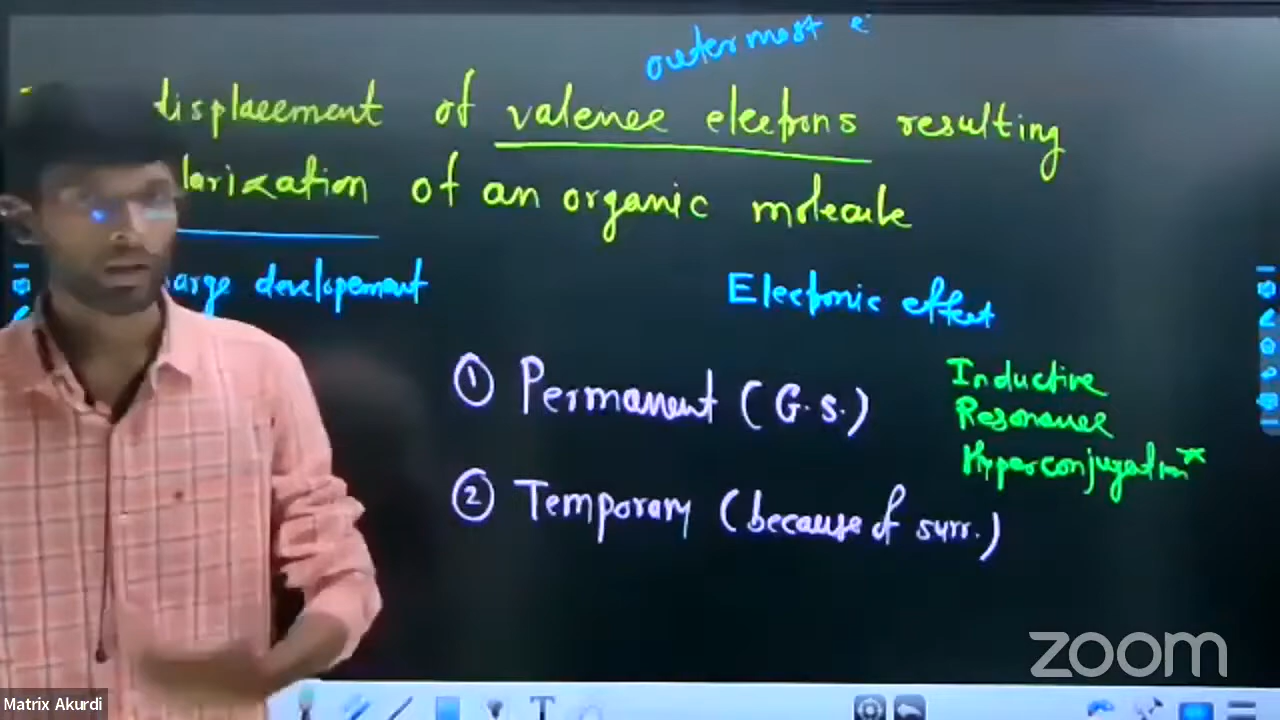 outermost e
displacement of valence electrons resulting
larization of an organic molecule
arge developement
Electronic effect
① Permanent (G.S.)
Inductive
Resonance
Hyperconjugation*
② Temporary (because of surr.)
zoom
Matrix Akurdi
T